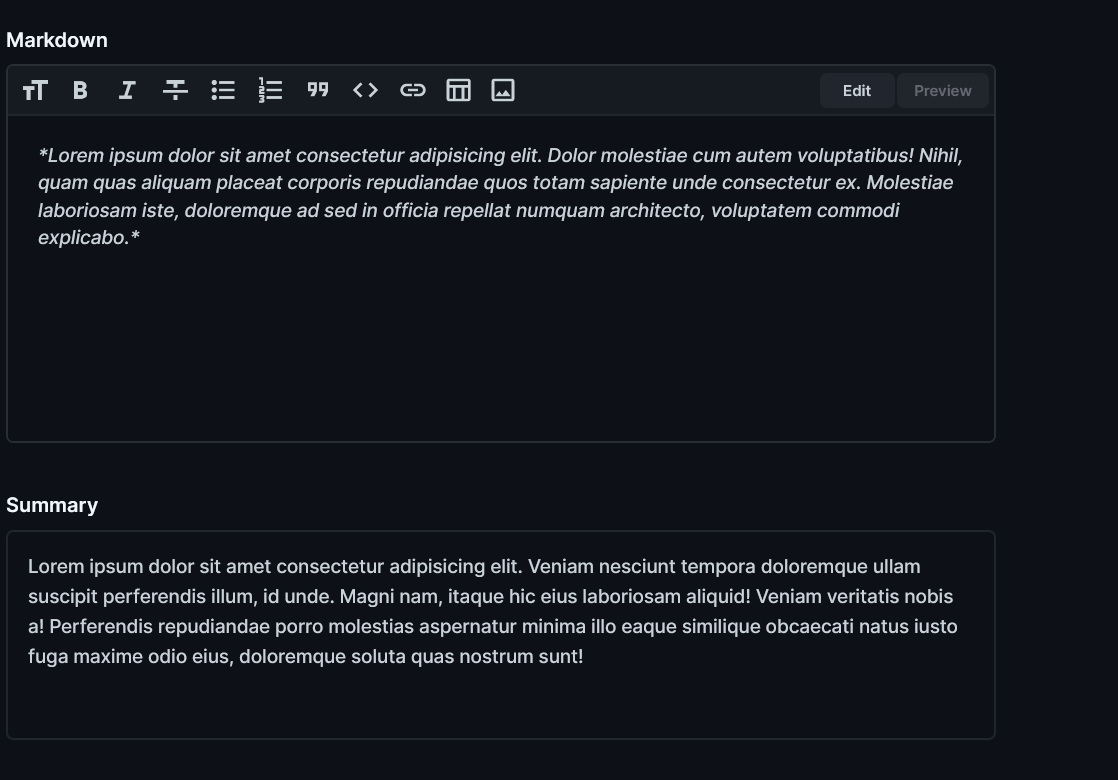 Markdown
Edit
Preview
*Lorem ipsum dolor sit amet consectetur adipisicing elit. Dolor molestiae cum autem voluptatibus! Nihil,
quam quas aliquam placeat corporis repudiandae quos totam sapiente unde consectetur ex. Molestiae
laboriosam iste, doloremque ad sed in officia repellat numquam architecto, voluptatem commodi
explicabo.*
Summary
Lorem ipsum dolor sit amet consectetur adipisicing elit. Veniam nesciunt tempora doloremque ullam
suscipit perferendis illum, id unde. Magni nam, itaque hic eius laboriosam aliquid! Veniam veritatis nobis
a! Perferendis repudiandae porro molestias aspernatur minima illo eaque similique obcaecati natus iusto
fuga maxime odio eius, doloremque soluta quas nostrum sunt!